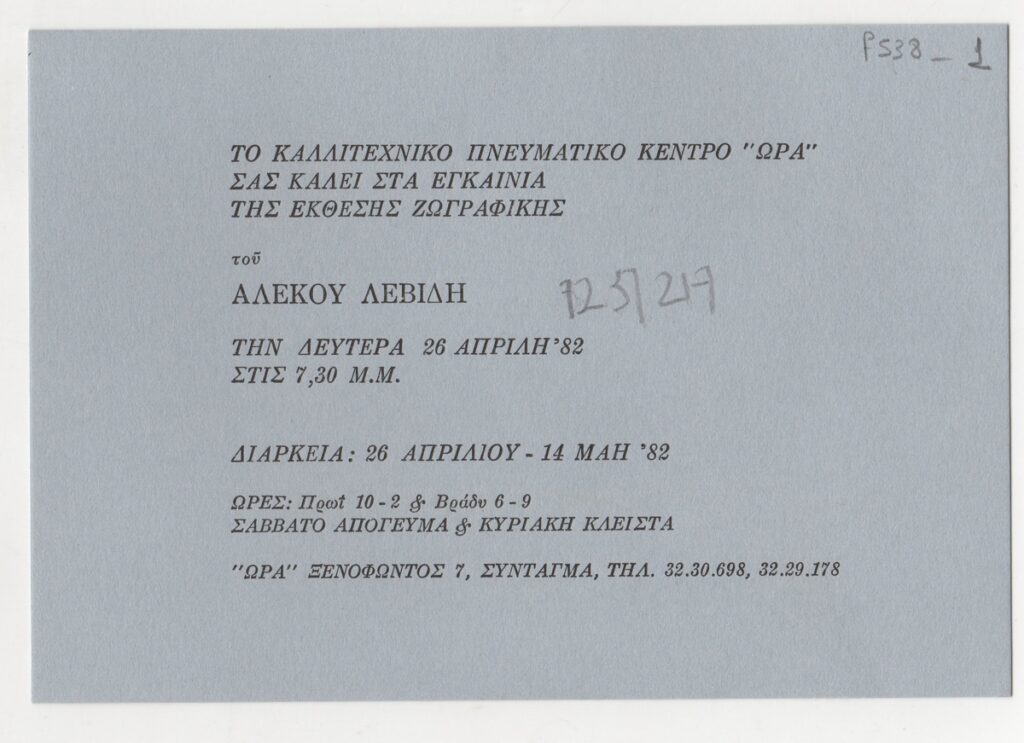 PS38_1
ΤΟ ΚΑΛΛΙΤΕΧΝΙΚΟ ΠΝΕΥΜΑΤΙΚΟ ΚΕΝΤΡΟ "ΩΡΑ"
ΣΑΣ ΚΑΛΕΙ ΣΤΑ ΕΓΚΑΙΝΙΑ
ΤΗΣ ΕΚΘΕΣΗΣ ΖΩΓΡΑΦΙΚΗΣ
τοῦ
ΑΛΕΚΟΥ ΛΕΒΙΔΗ
ΤΗΝ ΔΕΥΤΕΡΑ 26 ΑΠΡΙΛΗ '82
ΣΤΙΣ 7,30 Μ.Μ.
ΔΙΑΡΚΕΙΑ: 26 ΑΠΡΙΛΙΟΥ - 14 ΜΑΗ '82
ΩΡΕΣ: Πρωΐ 10 - 2 & Βράδυ 6 - 9
ΣΑΒΒΑΤΟ ΑΠΟΓΕΥΜΑ & ΚΥΡΙΑΚΗ ΚΛΕΙΣΤΑ
"ΩΡΑ" ΞΕΝΟΦΩΝΤΟΣ 7, ΣΥΝΤΑΓΜΑ, ΤΗΛ. 32.30.698, 32.29.178